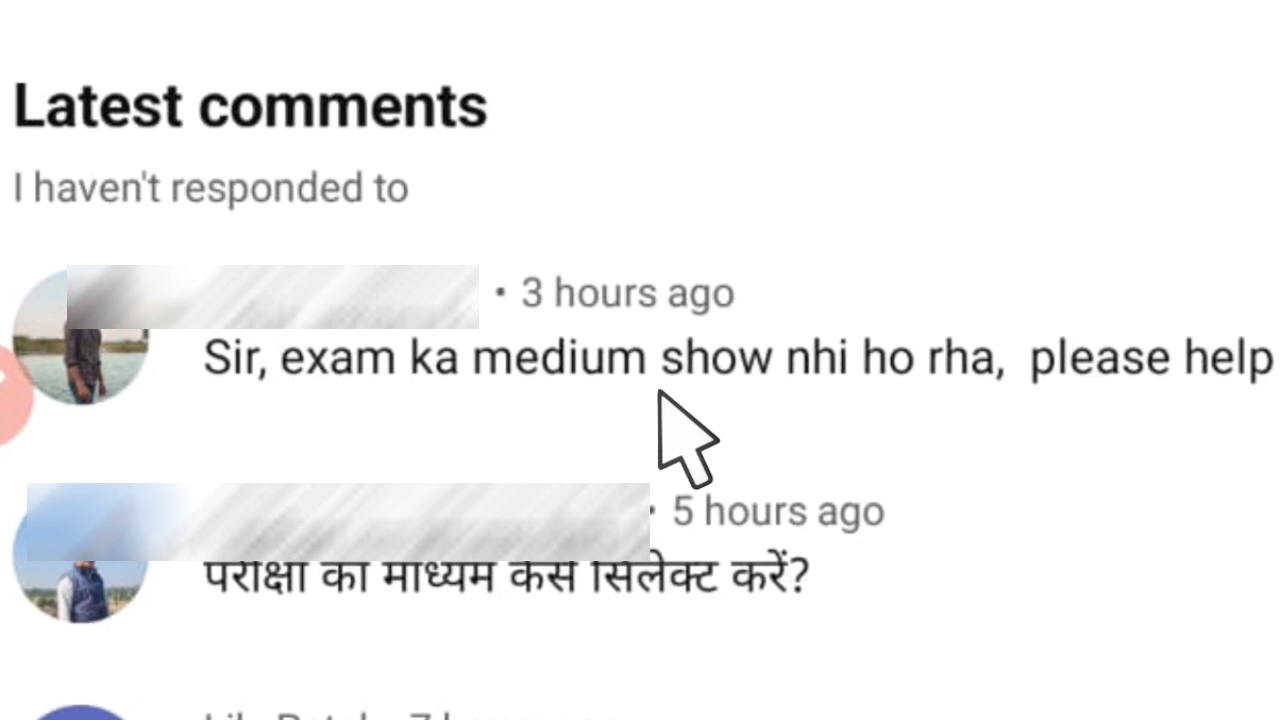 Latest comments
I haven't responded to
• 3 hours ago
Sir, exam ka medium show nhi ho rha, please help
• 5 hours ago
परीक्षा का माध्यम कैसे सिलेक्ट करें?